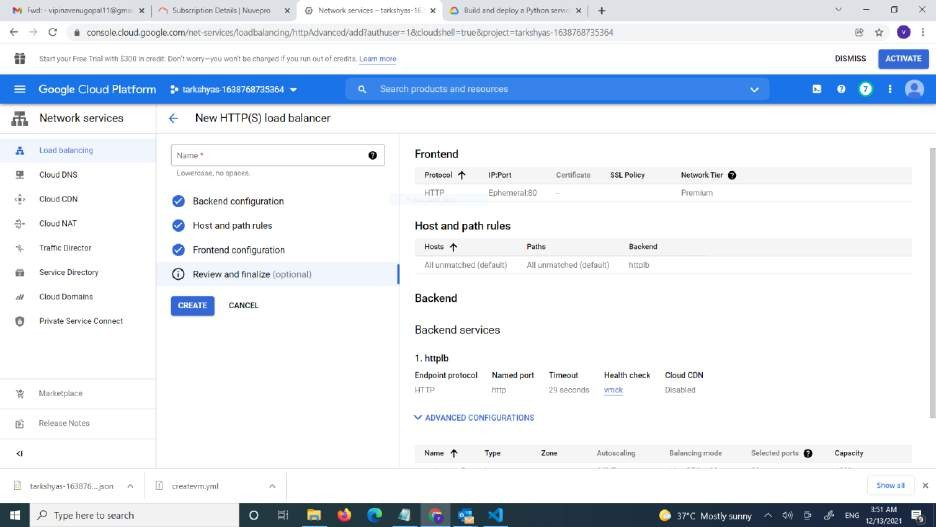 Fwd: - vipinavenugopal11@gma
Subscription Details | Nuvepro
Network services – tarkshyas-16
Build and deploy a Python servic
console.cloud.google.com/net-services/loadbalancing/httpAdvanced/add?authuser=1&cloudshell=true&project=tarkshyas-1638768735364
V
Start your Free Trial with $300 in credit. Don't worry—you won't be charged if you run out of credits. Learn more
DISMISS
ACTIVATE
Google Cloud Platform
tarkshyas-1638768735364
Search products and resources
7
Network services
New HTTP(S) load balancer
Load balancing
Cloud DNS
Cloud CDN
Cloud NAT
Traffic Director
Service Directory
Cloud Domains
Private Service Connect
Marketplace
Release Notes
Name *
Lowercase, no spaces.
Backend configuration
Host and path rules
Frontend configuration
Review and finalize (optional)
CREATE CANCEL
Frontend
Protocol IP:Port Certificate SSL Policy Network Tier
HTTP Ephemeral:80 – Premium
Host and path rules
Hosts Paths Backend
All unmatched (default) All unmatched (default) httplb
Backend
Backend services
1. httplb
Endpoint protocol Named port Timeout Health check Cloud CDN
HTTP http 29 seconds vmck Disabled
ADVANCED CONFIGURATIONS
Name Type Zone Autoscaling Balancing mode Selected ports Capacity
tarkshyas-163876....json
createvm.yml
Show all
Type here to search
37°C Mostly sunny
ENG
3:51 AM
12/13/2021
9